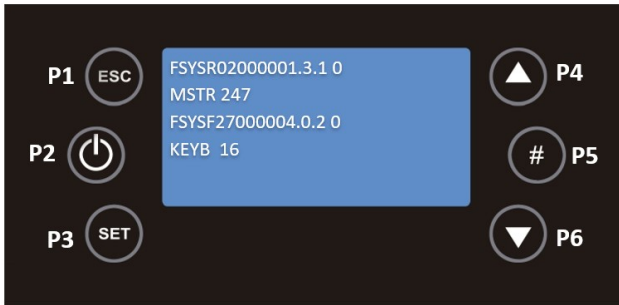 P1 ESC
FSYSR02000001.3.1 0
MSTR 247
FSYSF27000004.0.2 0
KEYB 16
P4
P2
# P5
P3 SET
P6